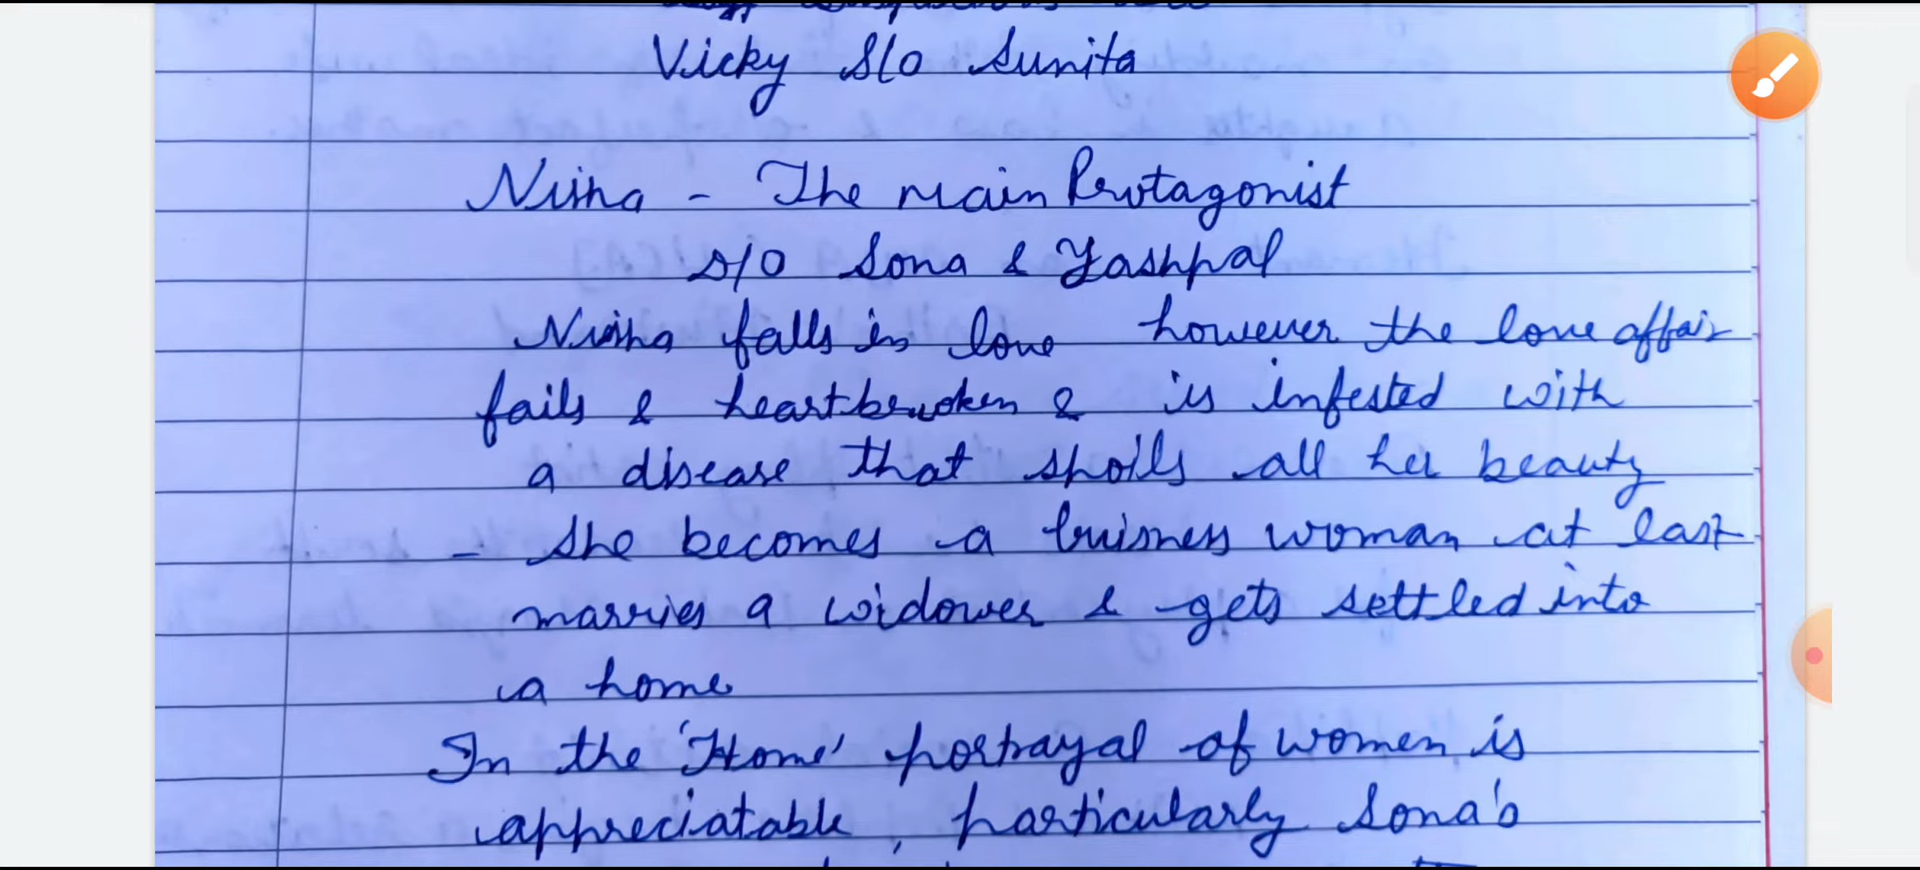 Vicky S/o Sunita
Nisha - The main Protagonist
D/O Sona & Yashpal
Nisha falls in love however the love affair
fails & heartbroken & is infested with
a disease that spoils all her beauty
- She becomes a buisness woman at last
marries a widower & gets settled into
a home
In the 'Home' portrayal of women is
appreciatable, particularly Sona's